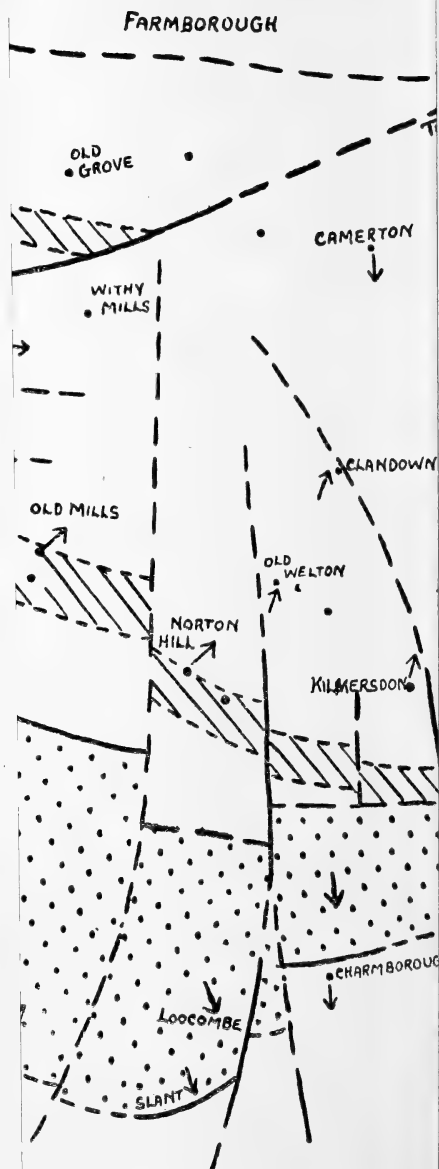 FARMBOROUGH
OLD
GROVE
CAMERTON
WITHY
MILLS
CLANDOWN
OLD MILLS
OLD
WELTON
NORTON
HILL
KILMERSDON
CHARMBOROUG
LOOCOMBE
SLANT